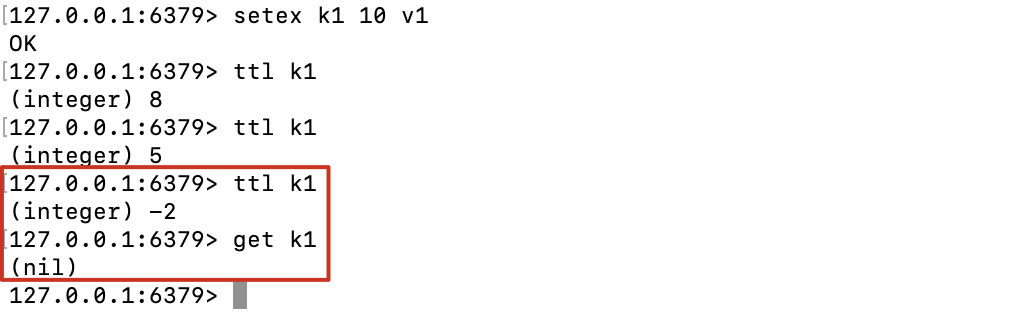 [127.0.0.1:6379> setex k1 10 v1
OK
[127.0.0.1:6379> ttl k1
(integer) 8
[127.0.0.1:6379> ttl k1
(integer) 5
[127.0.0.1:6379> ttl k1
(integer) -2
[127.0.0.1:6379> get k1
(nil)
127.0.0.1:6379>